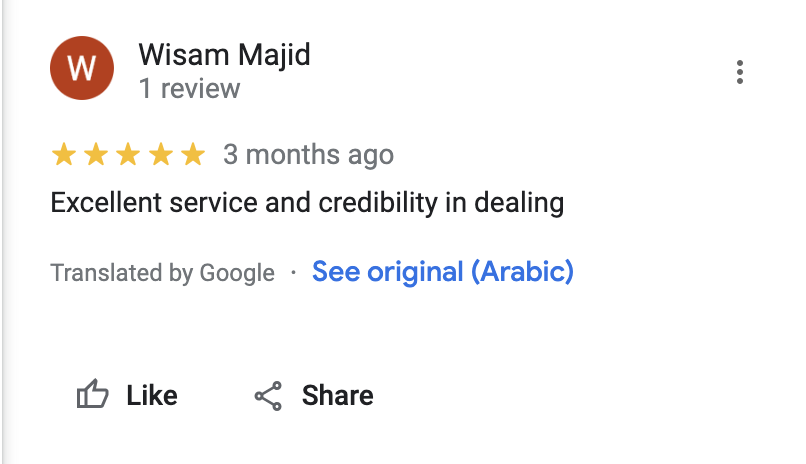 W
Wisam Majid
1 review
3 months ago
Excellent service and credibility in dealing
Translated by Google · See original (Arabic)
Like Share